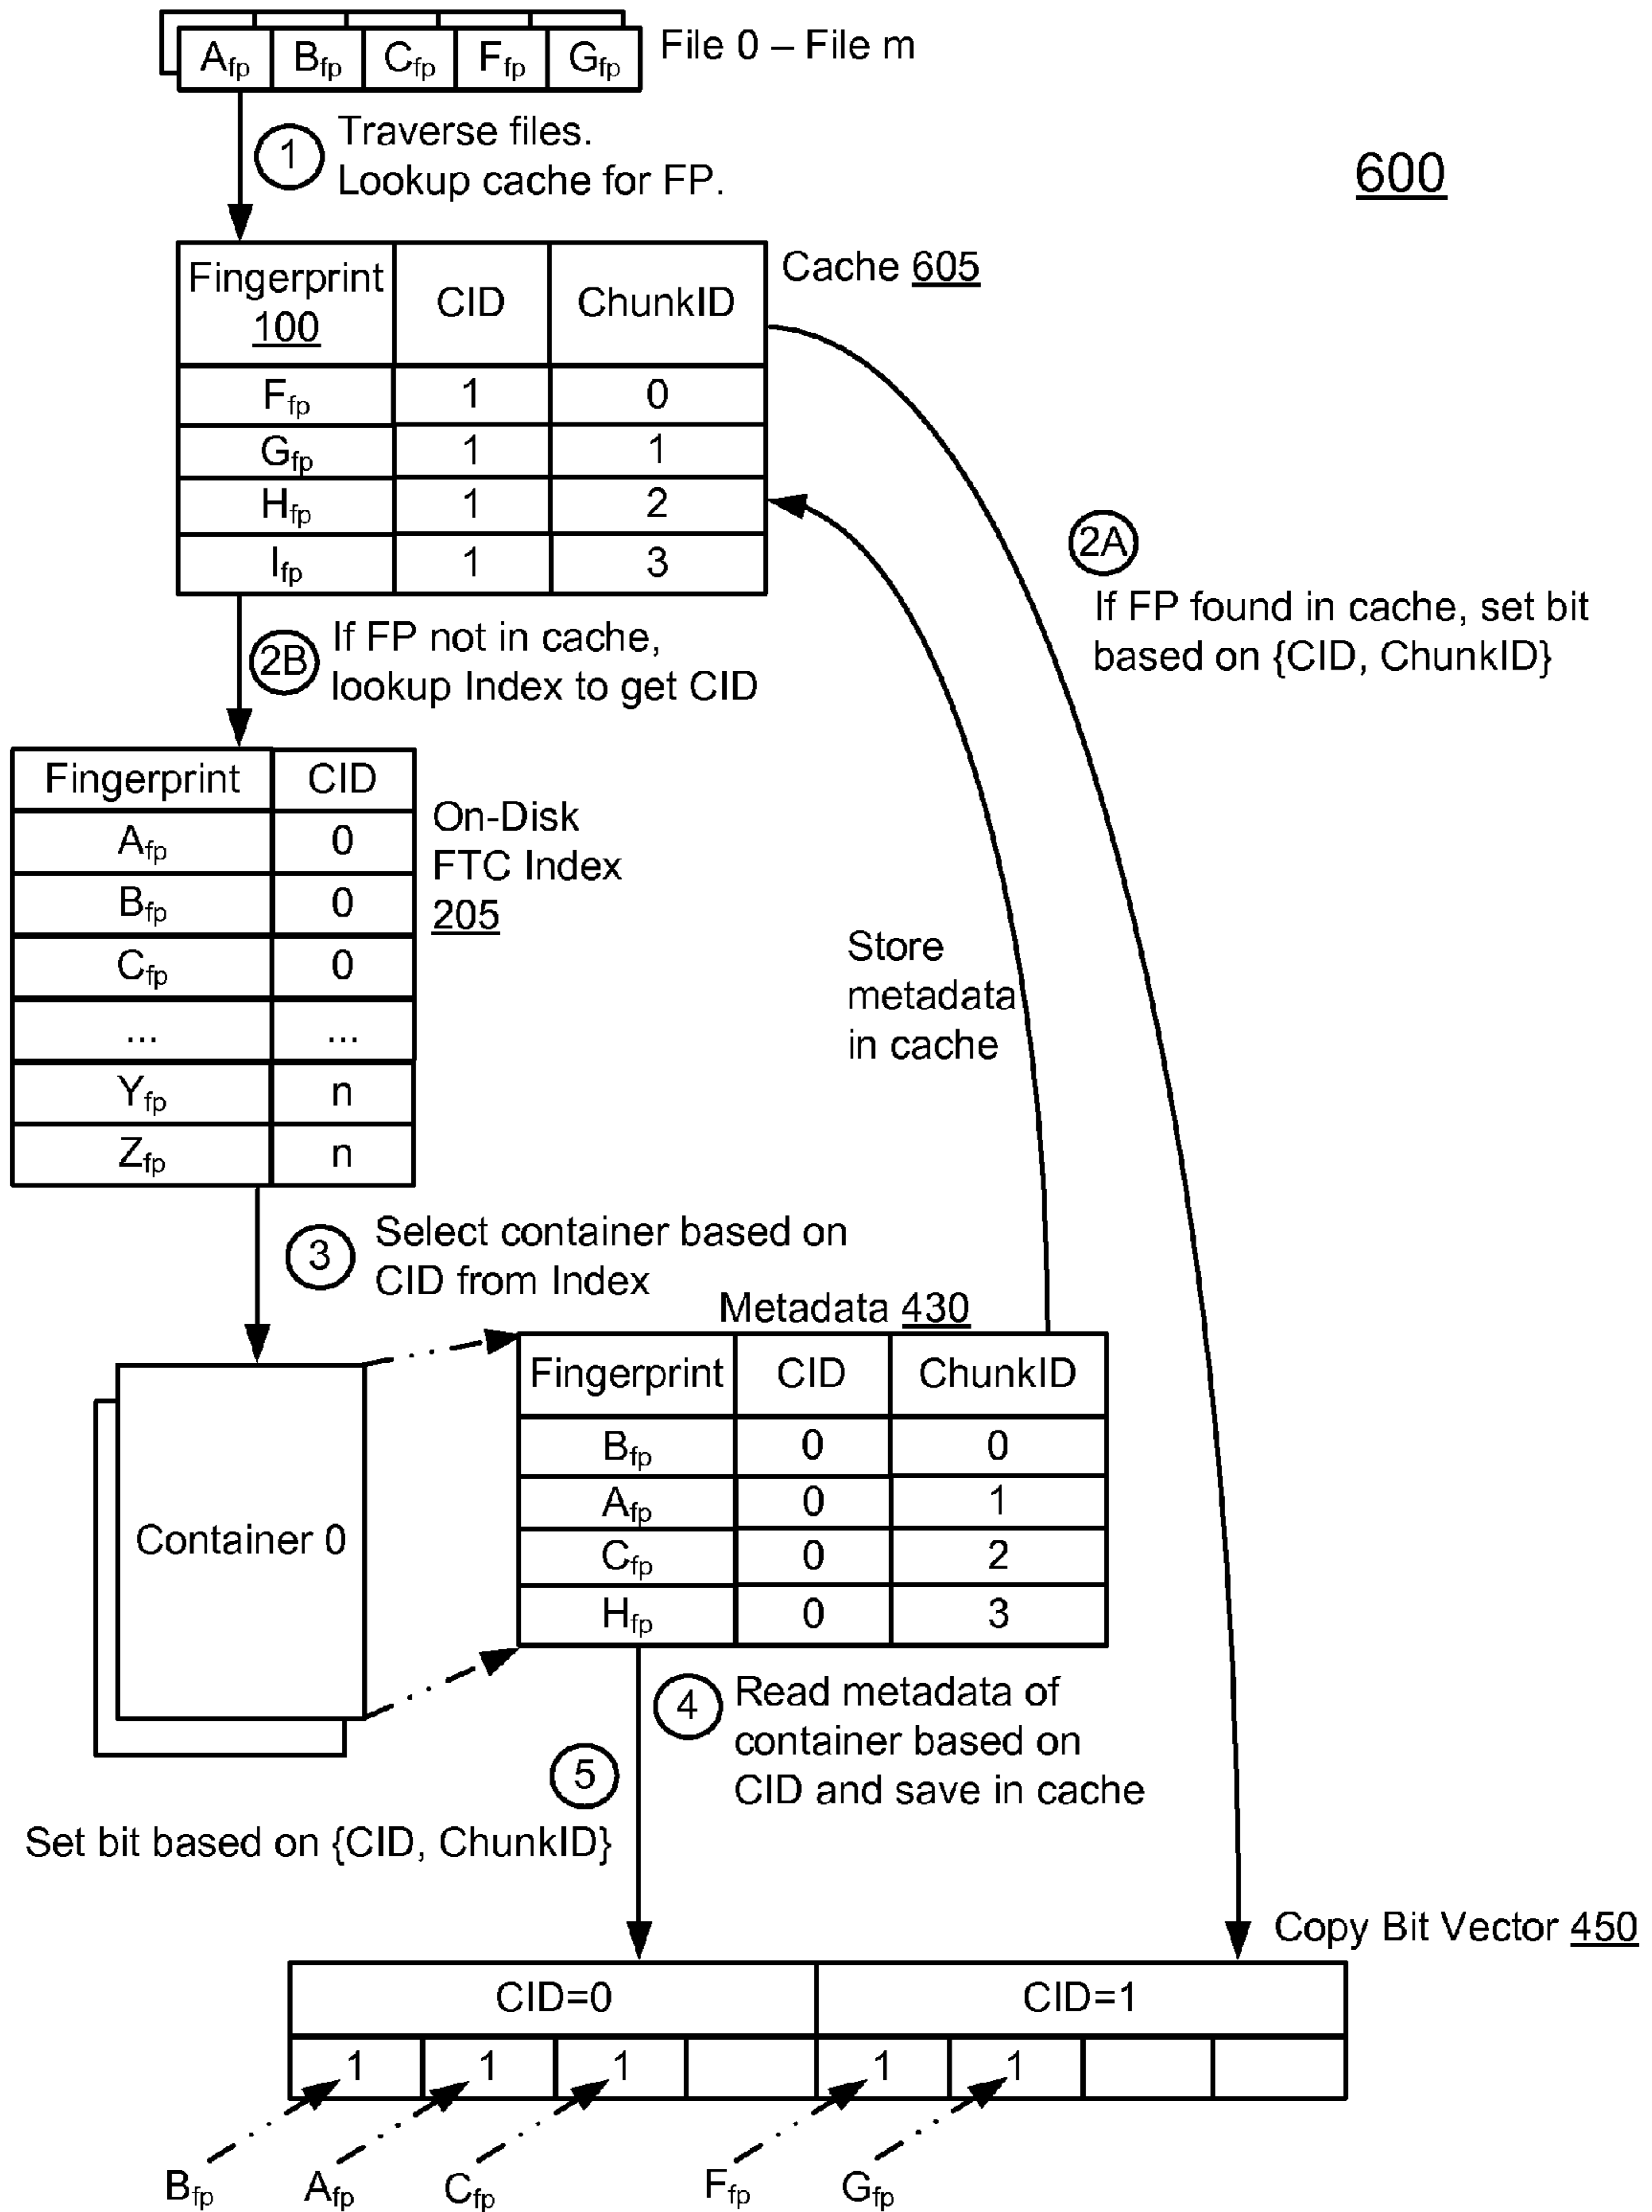 Afp Bfp Cfp Ffp Gfp File 0 – File m
1 Traverse files.
Lookup cache for FP.
600
Cache 605
Fingerprint 100 CID ChunkID
Ffp 1 0
Gfp 1 1
Hfp 1 2
Ifp 1 3
2A
If FP found in cache, set bit
based on {CID, ChunkID}
2B If FP not in cache,
lookup Index to get CID
Fingerprint CID
Afp 0
Bfp 0
Cfp 0
... ...
Yfp n
Zfp n
On-Disk
FTC Index
205
Store
metadata
in cache
3 Select container based on
CID from Index
Metadata 430
Fingerprint CID ChunkID
Bfp 0 0
Afp 0 1
Cfp 0 2
Hfp 0 3
Container 0
4 Read metadata of
container based on
CID and save in cache
5
Set bit based on {CID, ChunkID}
Copy Bit Vector 450
CID=0 CID=1
1 1 1 1 1
Bfp Afp Cfp Ffp Gfp